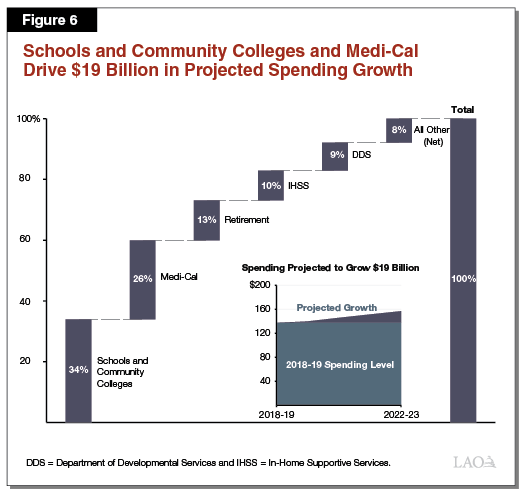 Figure 6
Schools and Community Colleges and Medi-Cal
Drive $19 Billion in Projected Spending Growth
Total
100%
80
60
40
20
34%
Schools and
Community
Colleges
26%
Medi-Cal
13%
Retirement
10%
IHSS
9%
DDS
8%
All Other
(Net)
100%
Spending Projected to Grow $19 Billion
$200
160
120
80
40
Projected Growth
2018-19 Spending Level
2018-19
2022-23
DDS = Department of Developmental Services and IHSS = In-Home Supportive Services.
LAO